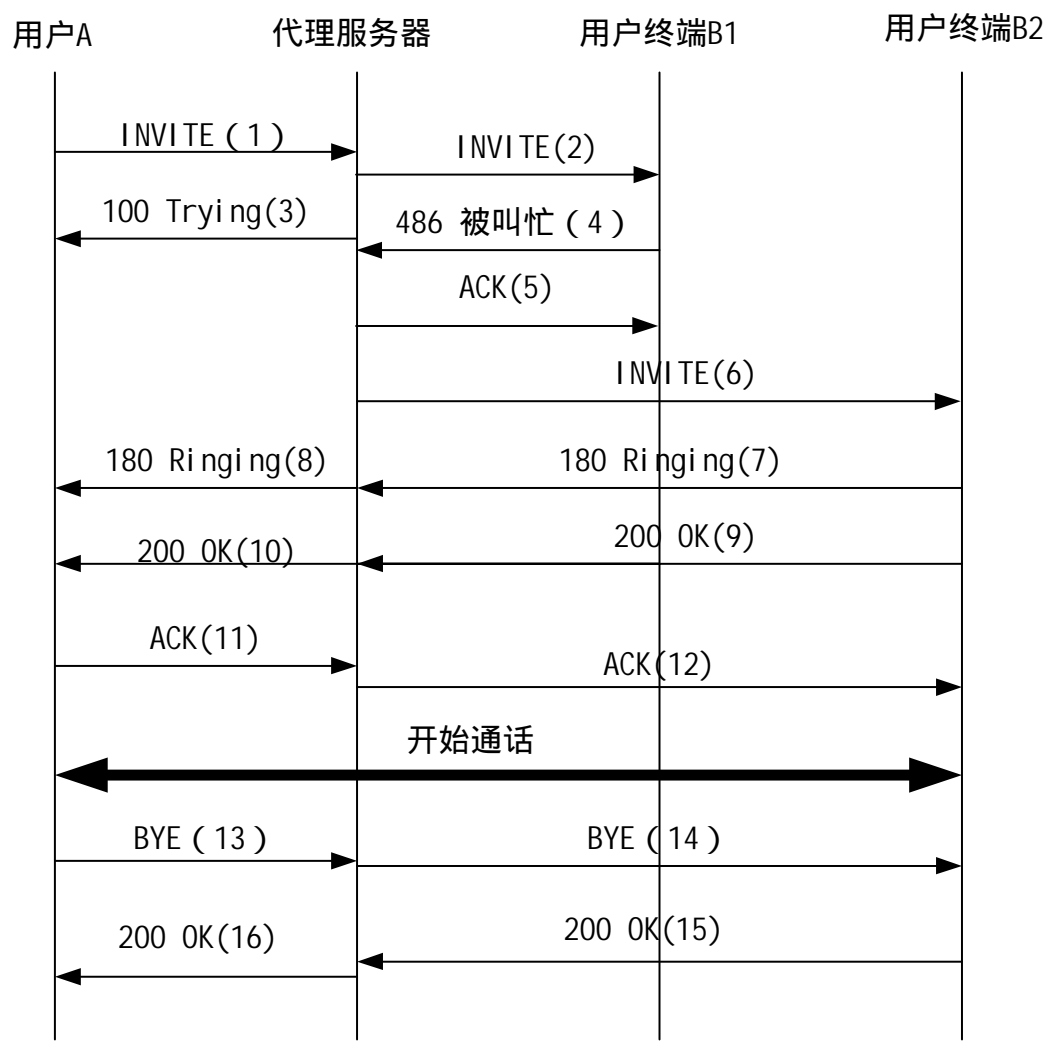 用户A
代理服务器
用户终端B1
用户终端B2
INVITE（1）
INVITE(2)
100 Trying(3)
486 被叫忙（4）
ACK(5)
INVITE(6)
180 Ringing(8)
180 Ringing(7)
200 OK(10)
200 OK(9)
ACK(11)
ACK(12)
开始通话
BYE（13）
BYE（14）
200 OK(16)
200 OK(15)